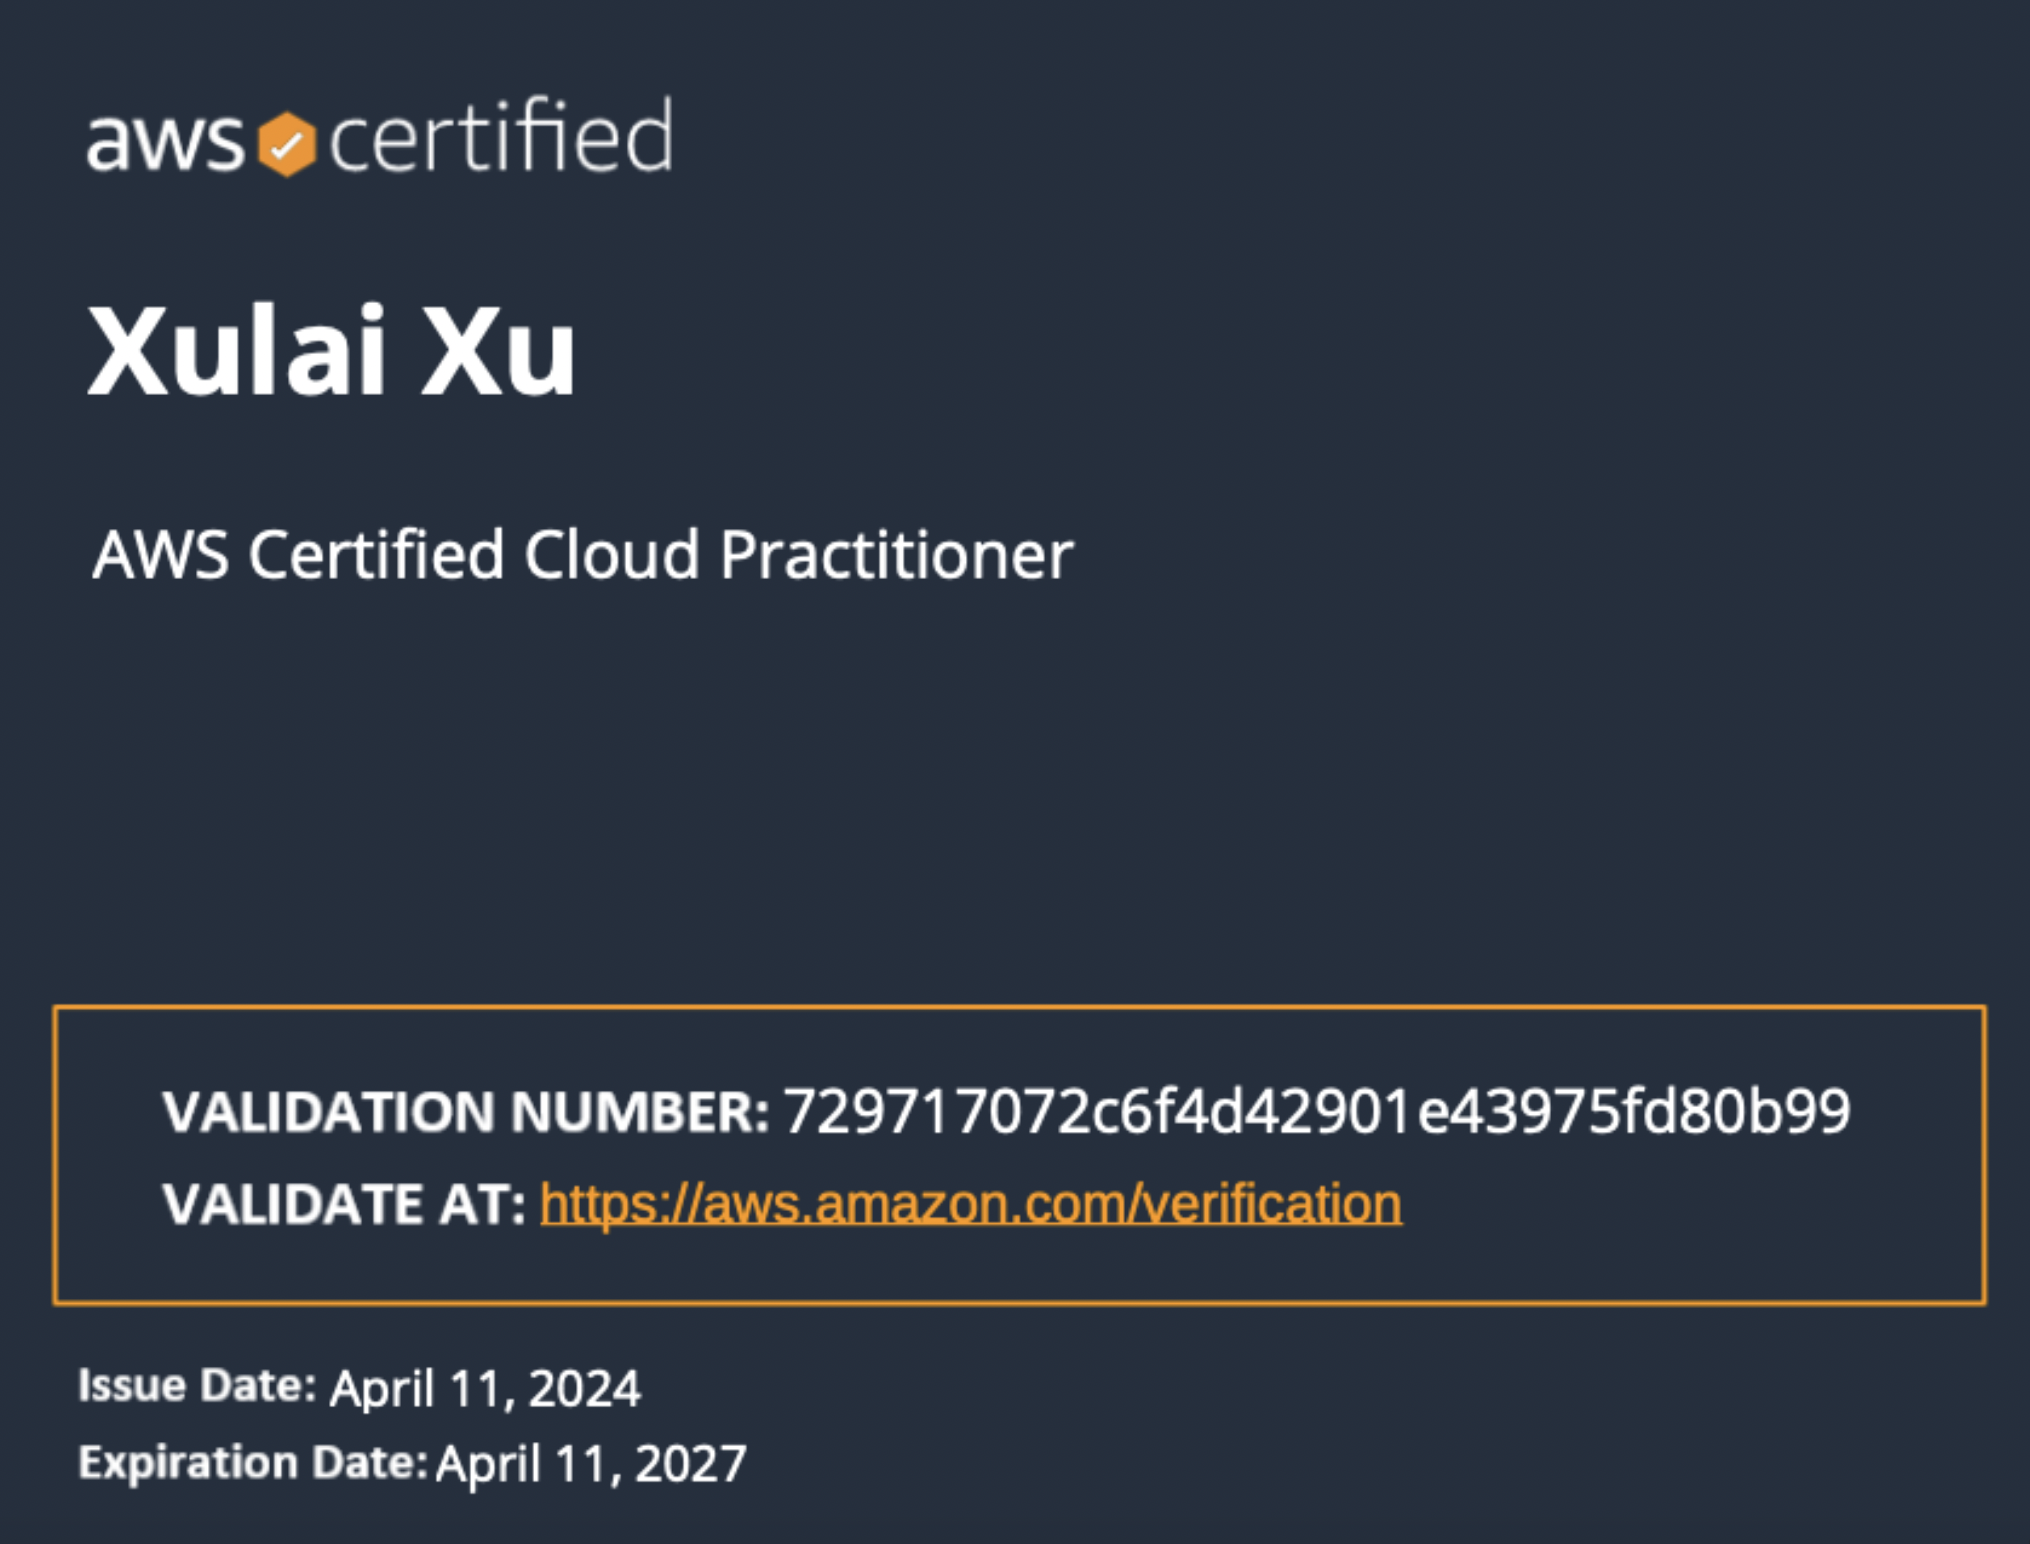 aws certified
Xulai Xu
AWS Certified Cloud Practitioner
VALIDATION NUMBER: 729717072c6f4d42901e43975fd80b99
VALIDATE AT: https://aws.amazon.com/verification
Issue Date: April 11, 2024
Expiration Date: April 11, 2027